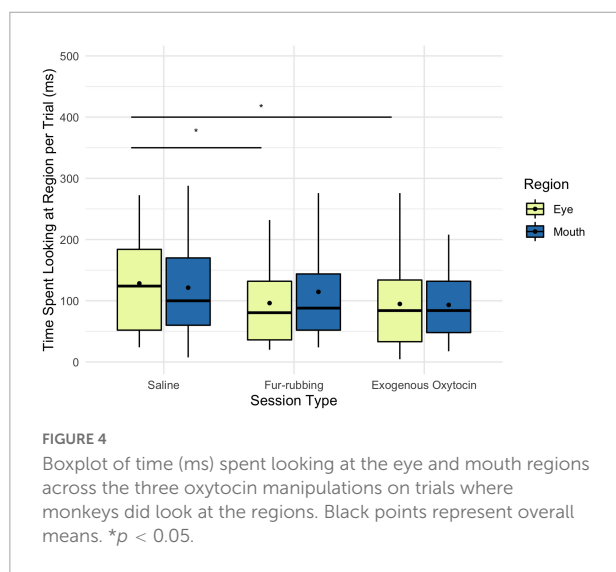 500
400
300
200
100
0
Time Spent Looking at Region per Trial (ms)
*
*
Saline
Fur-rubbing
Exogenous Oxytocin
Session Type
Region
Eye
Mouth
FIGURE 4
Boxplot of time (ms) spent looking at the eye and mouth regions
across the three oxytocin manipulations on trials where
monkeys did look at the regions. Black points represent overall
means. *p < 0.05.